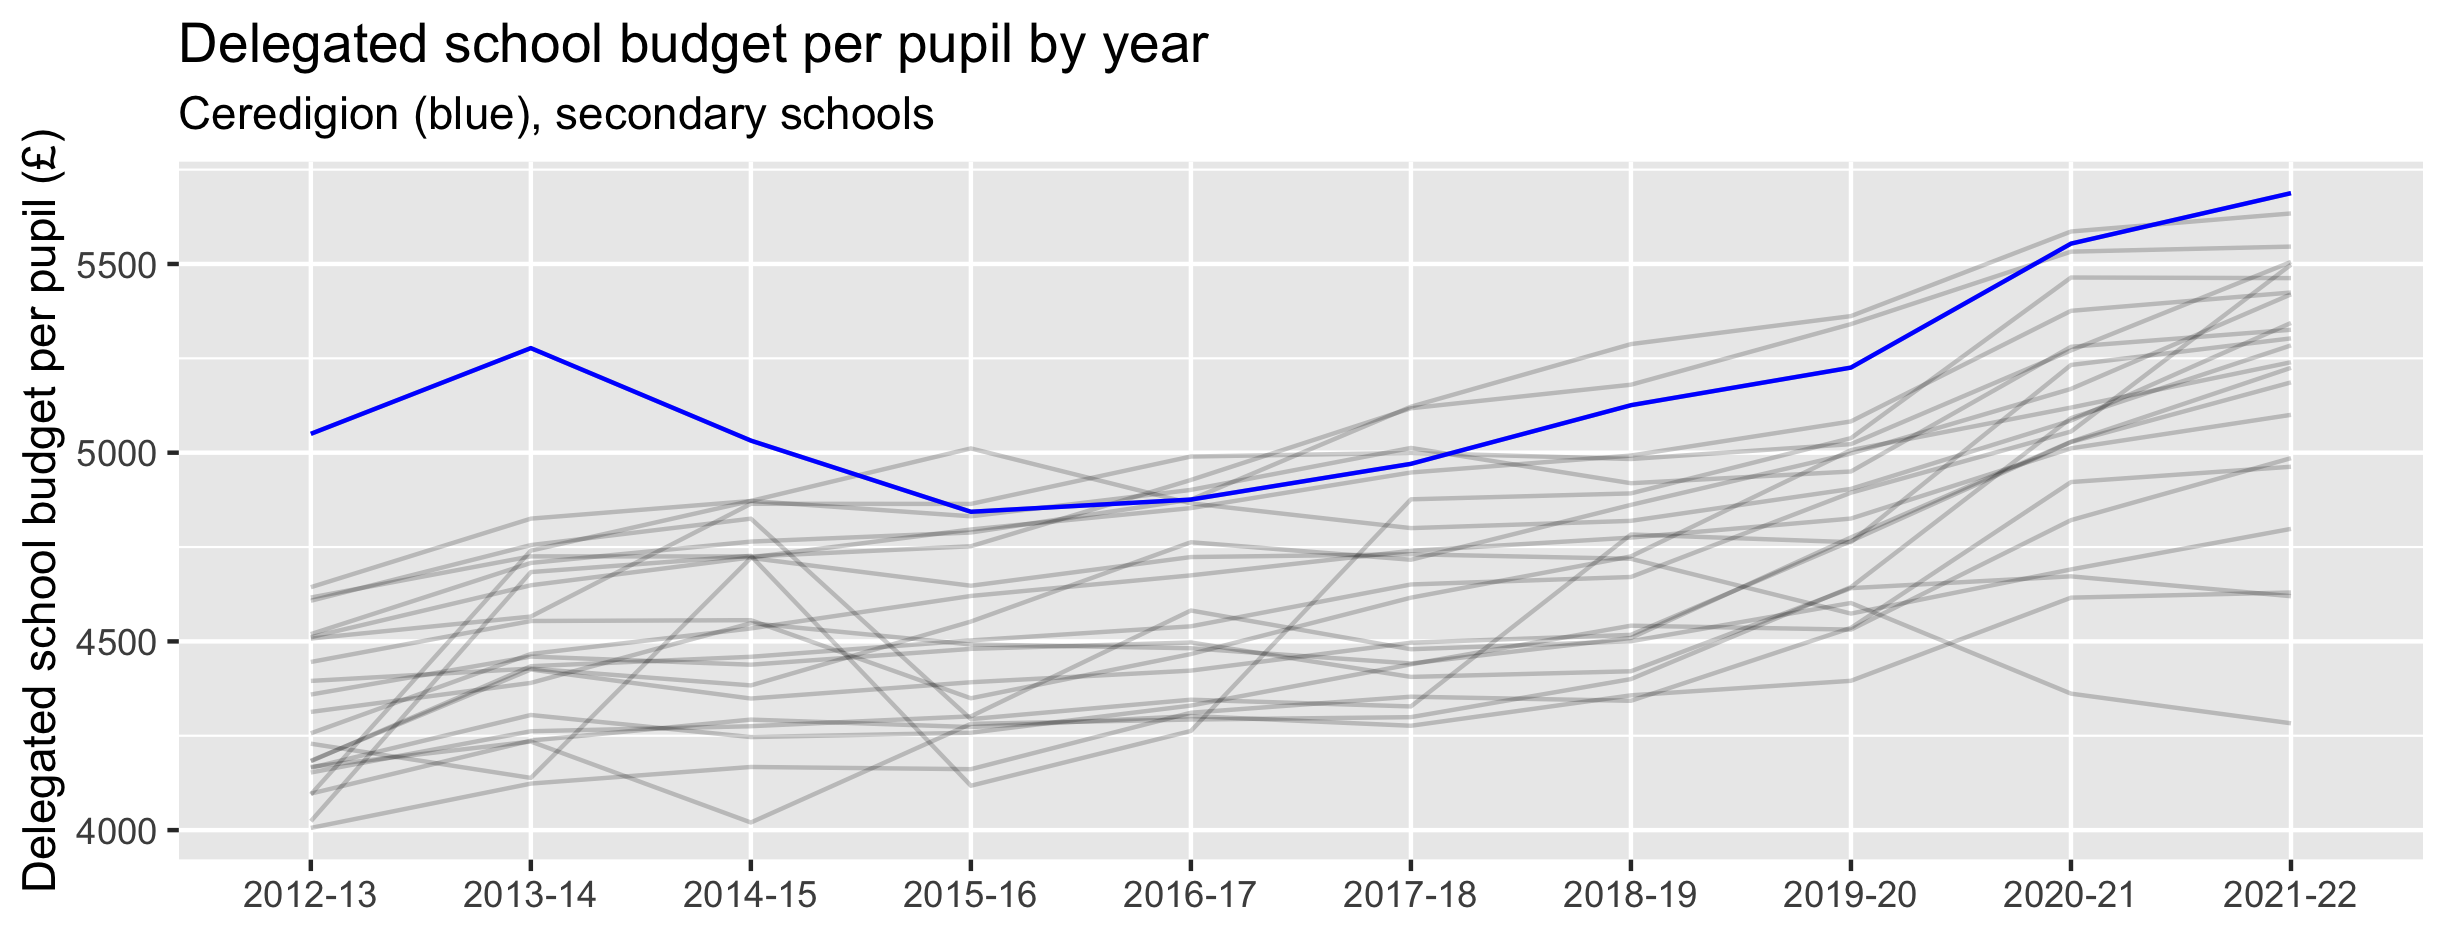 Delegated school budget per pupil by year
Ceredigion (blue), secondary schools
Delegated school budget per pupil (£)
5500
5000
4500
4000
2012-13 2013-14 2014-15 2015-16 2016-17 2017-18 2018-19 2019-20 2020-21 2021-22